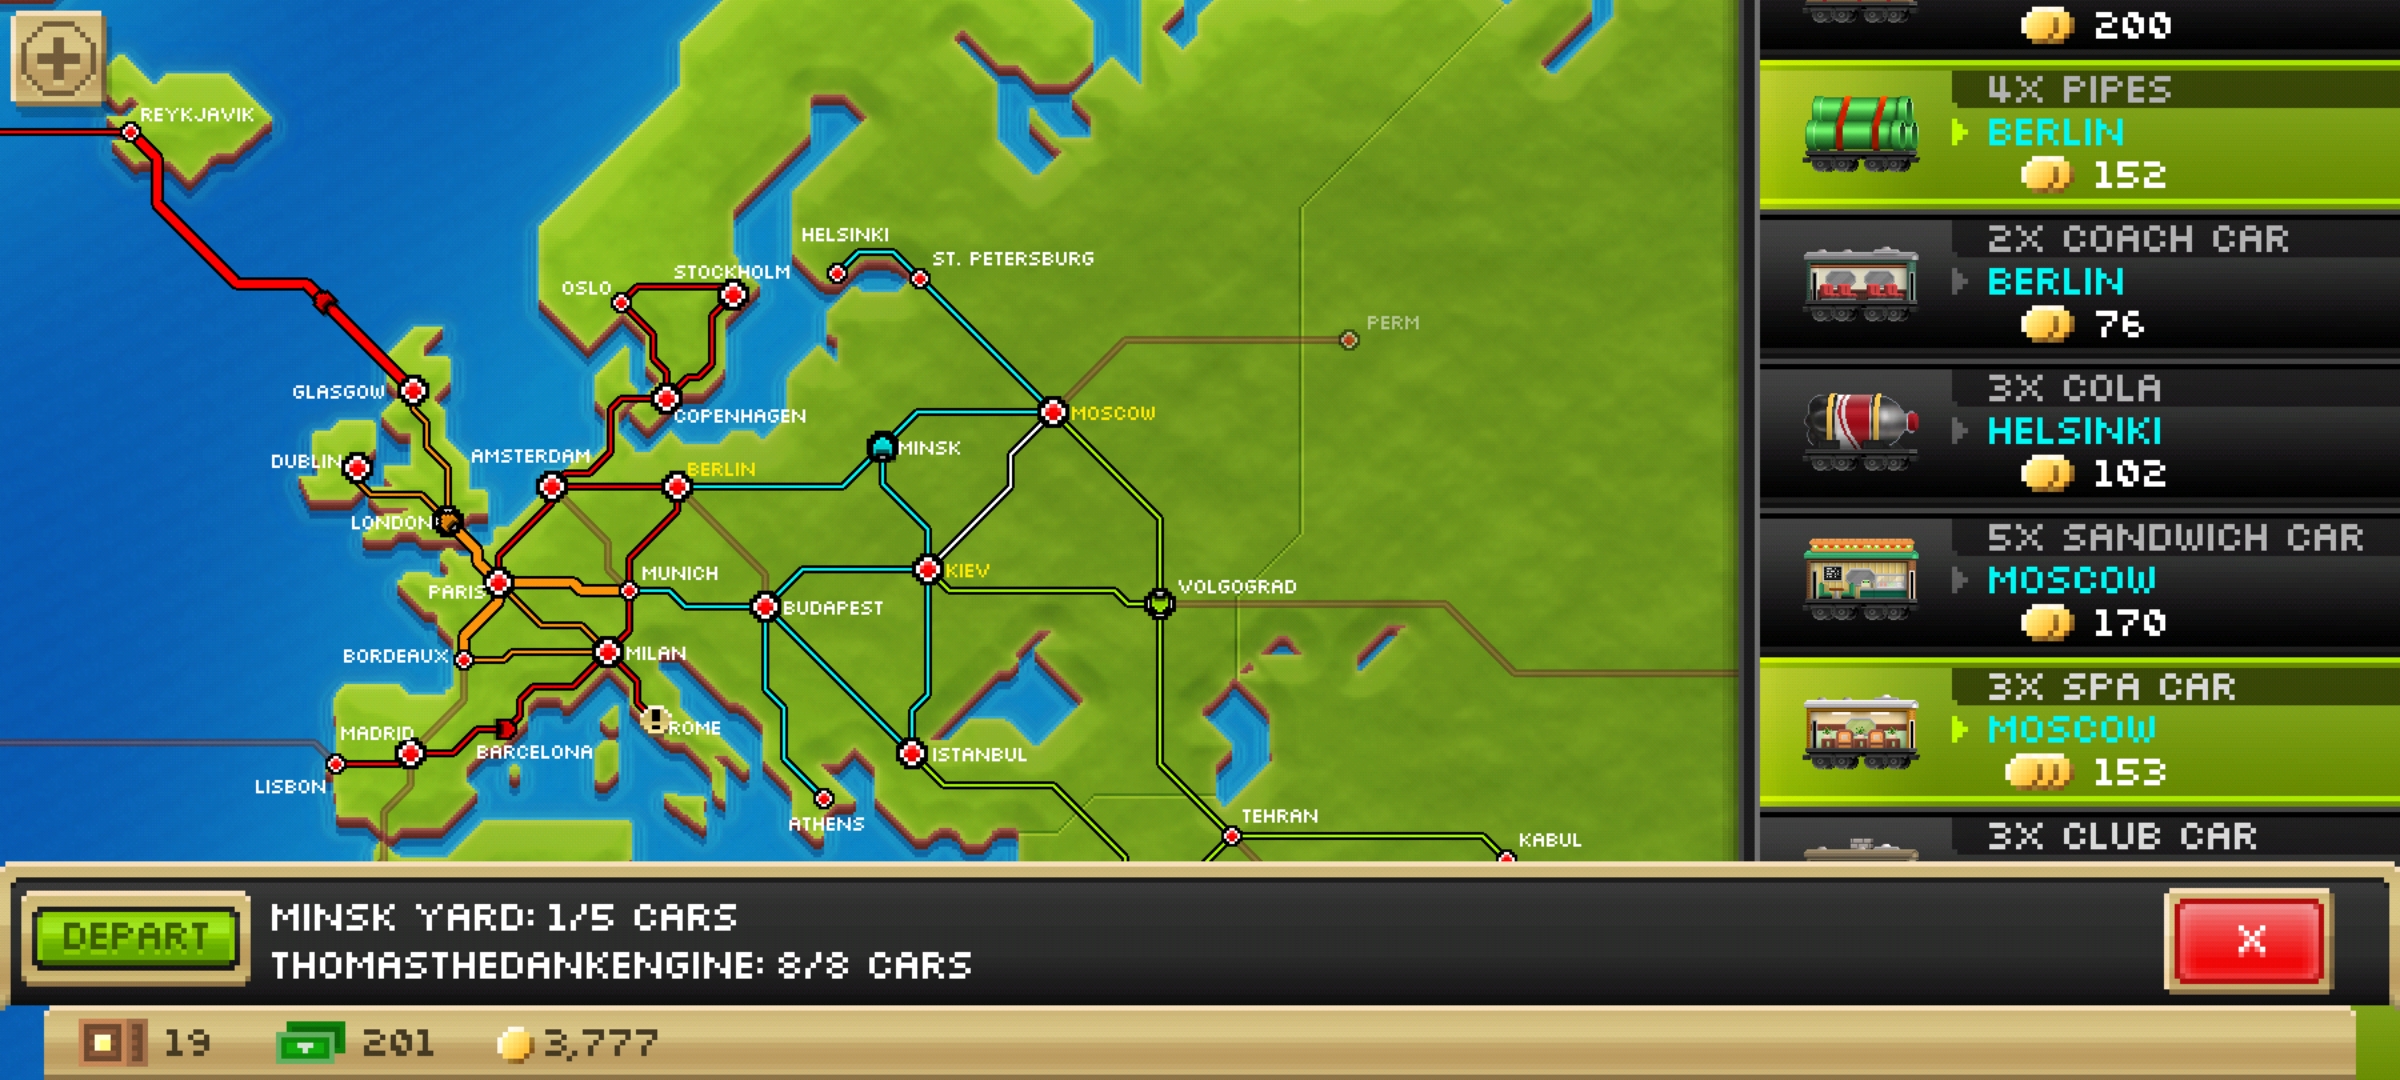 REYKJAVIK
HELSINKI
ST. PETERSBURG
STOCKHOLM
OSLO
PERM
GLASGOW
COPENHAGEN
MOSCOW
MINSK
DUBLIN
AMSTERDAM
BERLIN
LONDON
MUNICH
KIEV
VOLGOGRAD
PARIS
BUDAPEST
BORDEAUX
MILAN
ROME
MADRID
BARCELONA
ISTANBUL
LISBON
ATHENS
TEHRAN
KABUL
200
4X PIPES
BERLIN
152
2X COACH CAR
BERLIN
76
3X COLA
HELSINKI
102
5X SANDWICH CAR
MOSCOW
170
3X SPA CAR
MOSCOW
153
3X CLUB CAR
DEPART
MINSK YARD: 1/5 CARS
THOMASTHEDANKENGINE: 8/8 CARS
X
19
201
3,777